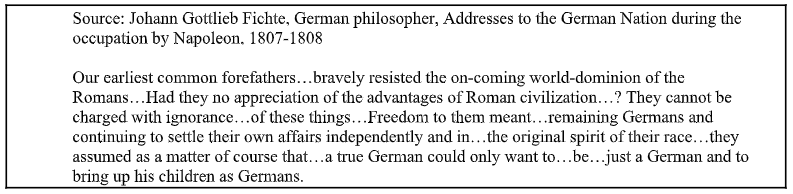 Source: Johann Gottlieb Fichte, German philosopher, Addresses to the German Nation during the
occupation by Napoleon, 1807-1808
Our earliest common forefathers…bravely resisted the on-coming world-dominion of the
Romans…Had they no appreciation of the advantages of Roman civilization…? They cannot be
charged with ignorance…of these things…Freedom to them meant…remaining Germans and
continuing to settle their own affairs independently and in…the original spirit of their race…they
assumed as a matter of course that…a true German could only want to…be…just a German and to
bring up his children as Germans.